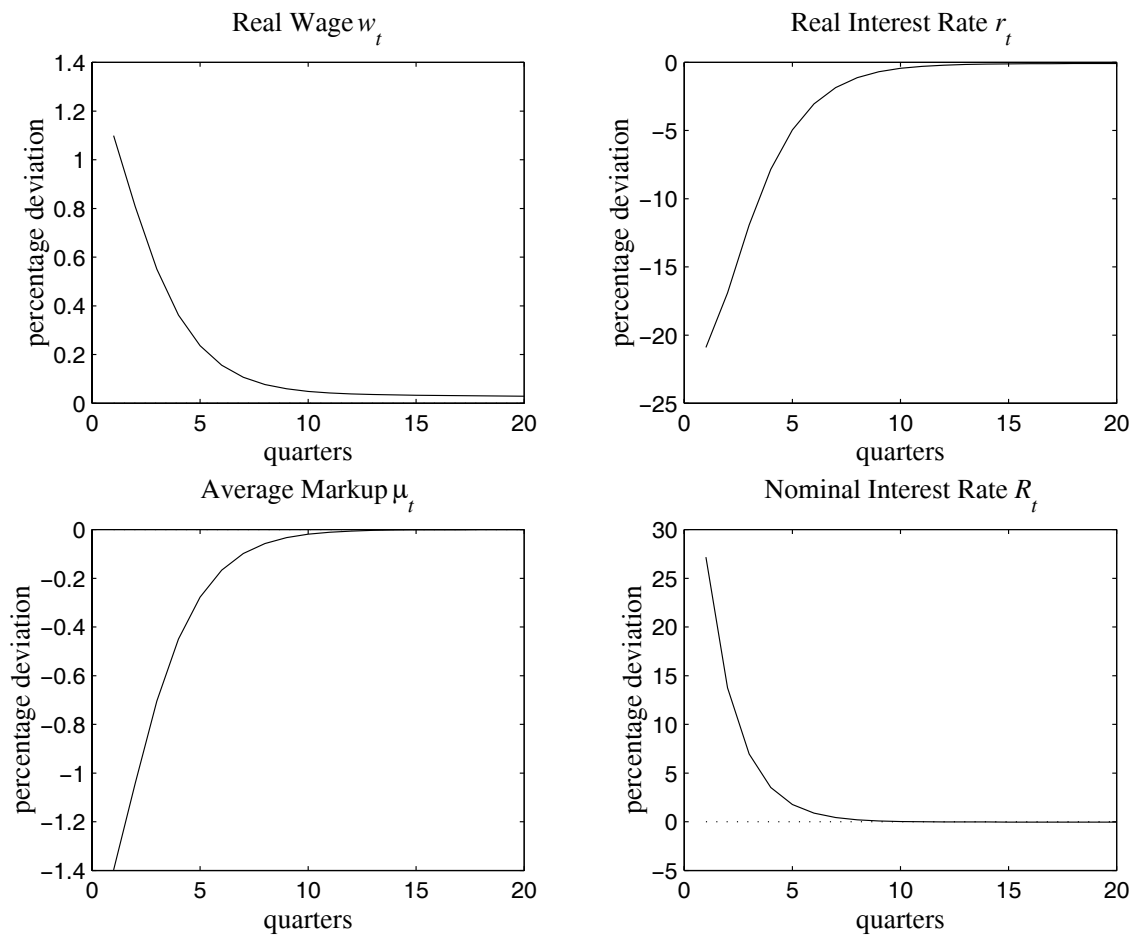 Real Wage w_t
1.4
1.2
1
0.8
0.6
0.4
0.2
0
percentage deviation
0 5 10 15 20
quarters
Real Interest Rate r_t
0
−5
−10
−15
−20
−25
percentage deviation
0 5 10 15 20
quarters
Average Markup μ_t
0
−0.2
−0.4
−0.6
−0.8
−1
−1.2
−1.4
percentage deviation
0 5 10 15 20
quarters
Nominal Interest Rate R_t
30
25
20
15
10
5
0
−5
percentage deviation
0 5 10 15 20
quarters